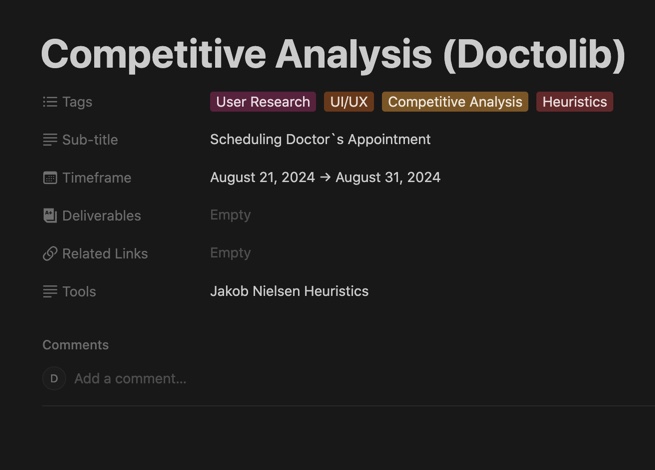 Competitive Analysis (Doctolib)
Tags User Research UI/UX Competitive Analysis Heuristics
Sub-title Scheduling Doctor`s Appointment
Timeframe August 21, 2024 → August 31, 2024
Deliverables Empty
Related Links Empty
Tools Jakob Nielsen Heuristics
Comments
D Add a comment...